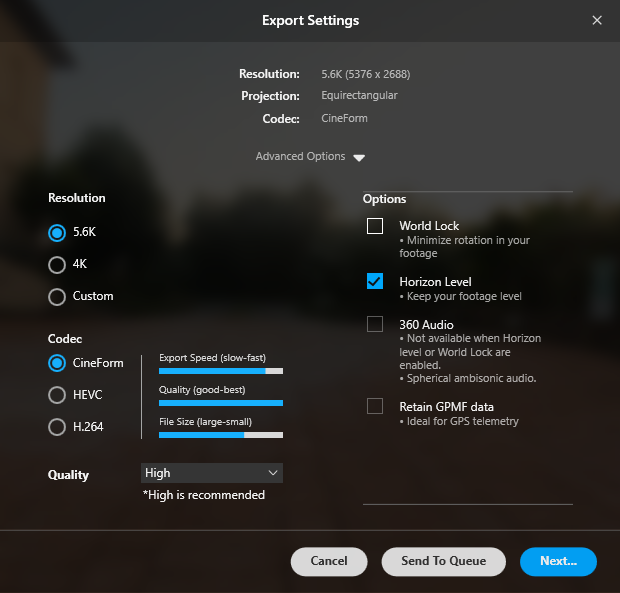 Export Settings
Resolution: 5.6K (5376 x 2688)
Projection: Equirectangular
Codec: CineForm
Advanced Options
Resolution
5.6K
4K
Custom
Codec
CineForm
HEVC
H.264
Export Speed (slow-fast)
Quality (good-best)
File Size (large-small)
Quality
High
*High is recommended
Options
World Lock
• Minimize rotation in your
footage
Horizon Level
• Keep your footage level
360 Audio
• Not available when Horizon
level or World Lock are
enabled.
• Spherical ambisonic audio.
Retain GPMF data
• Ideal for GPS telemetry
Cancel
Send To Queue
Next...